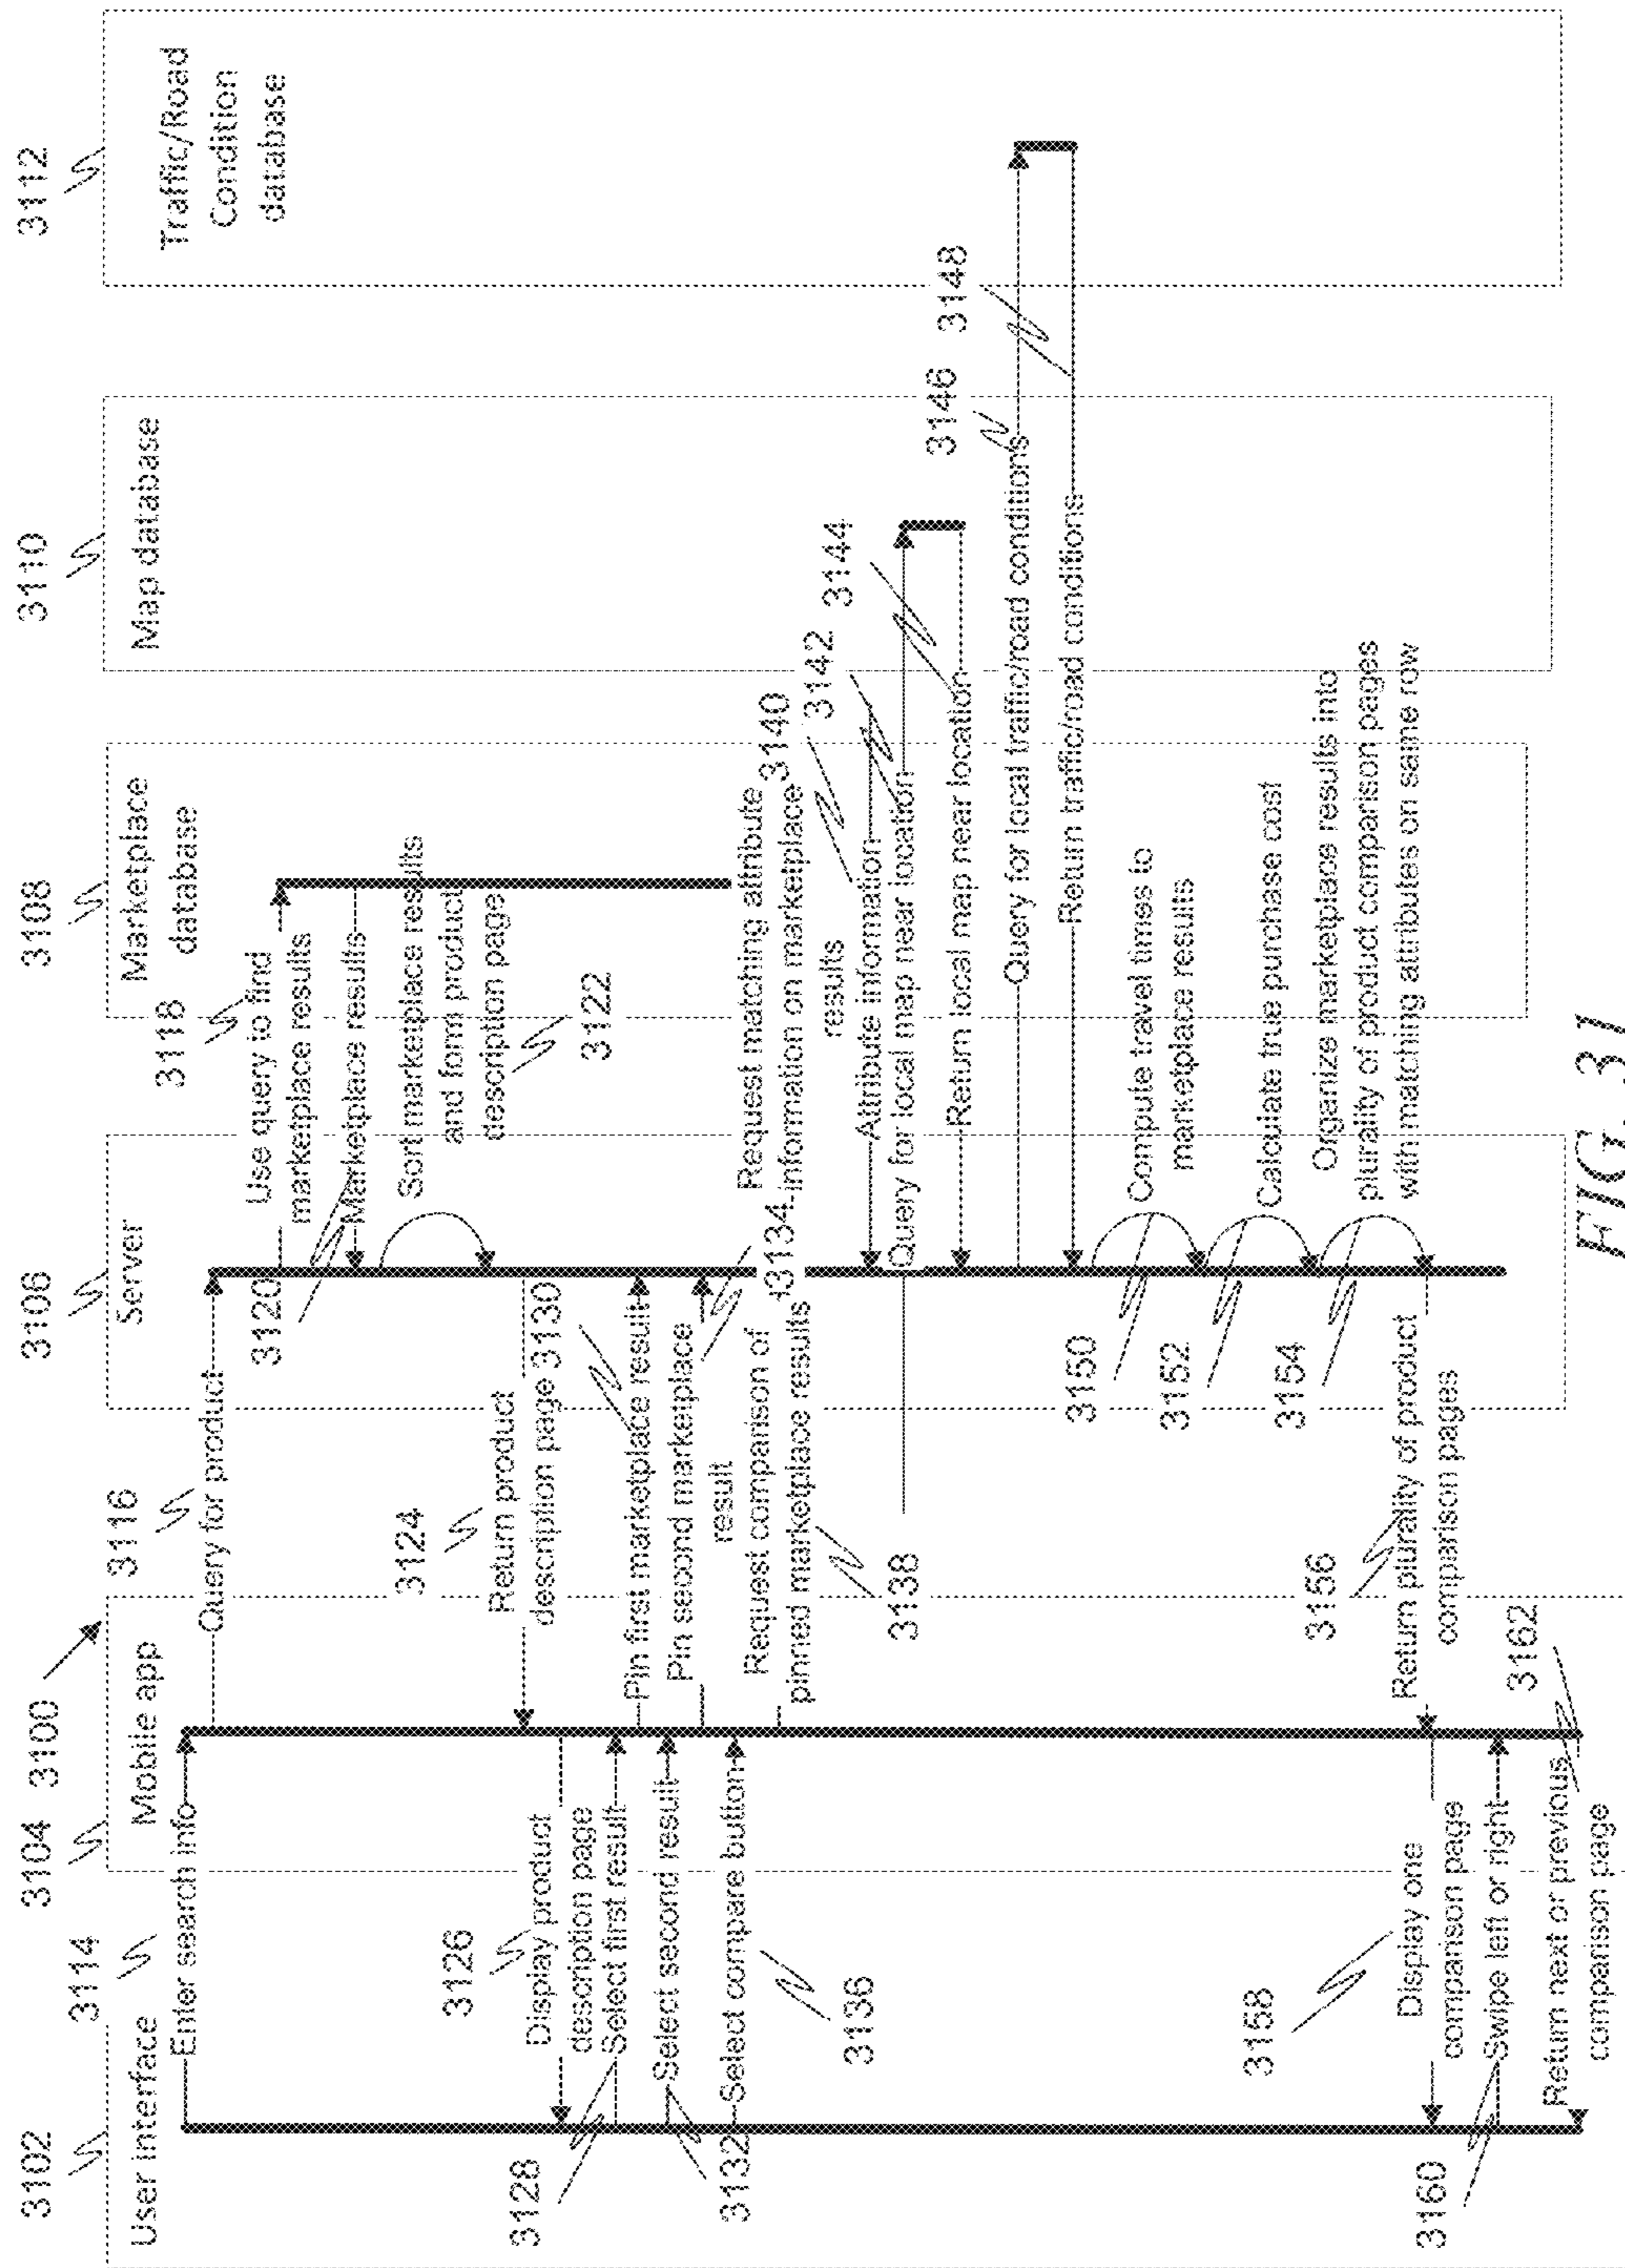 3100
3102
User interface
3104
Mobile app
3106
Server
3108
Marketplace
database
3110
Map database
3112
Traffic/Road
Condition
database
3114
Enter search info
3116
Query for product
3118
Use query to find
marketplace results
3120
Marketplace results
Sort marketplace results
and form product
description page
3122
3124
Return product
description page
3126
Display product
description page
3128
Select first result
3130
Pin first marketplace result
3132
Select second result
3134
Pin second marketplace
result
3136
Select compare button
3138
Request comparison of
pinned marketplace results
3140
Request matching attribute
information on marketplace
results
3142
Attribute information
Query for local map near location
3144
Return local map near location
3146
Query for local traffic/road conditions
3148
Return traffic/road conditions
3150
Compute travel times to
marketplace results
3152
Calculate true purchase cost
3154
Organize marketplace results into
plurality of product comparison pages
with matching attributes on same row
3156
Return plurality of product
comparison pages
3158
Display one
comparison page
3160
Swipe left or right
3162
Return next or previous
comparison page
FIG. 31